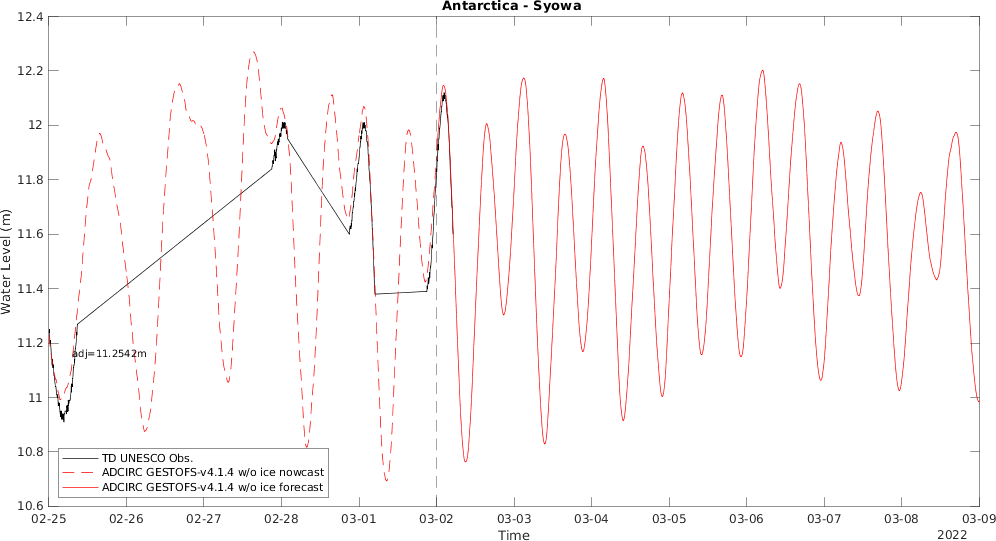 Antarctica - Syowa
Water Level (m)
12.4
12.2
12
11.8
11.6
11.4
11.2
11
10.8
10.6
adj=11.2542m
TD UNESCO Obs.
ADCIRC GESTOFS-v4.1.4 w/o ice nowcast
ADCIRC GESTOFS-v4.1.4 w/o ice forecast
02-25 02-26 02-27 02-28 03-01 03-02 03-03 03-04 03-05 03-06 03-07 03-08 03-09
Time
2022